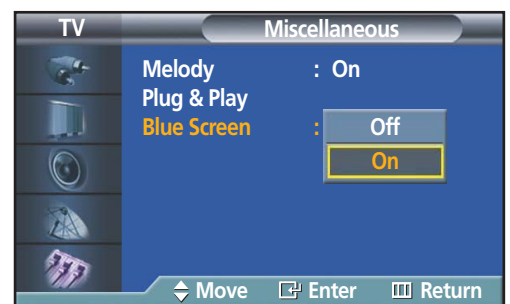 TV Miscellaneous
Melody : On
Plug & Play
Blue Screen : Off
On
Move Enter Return